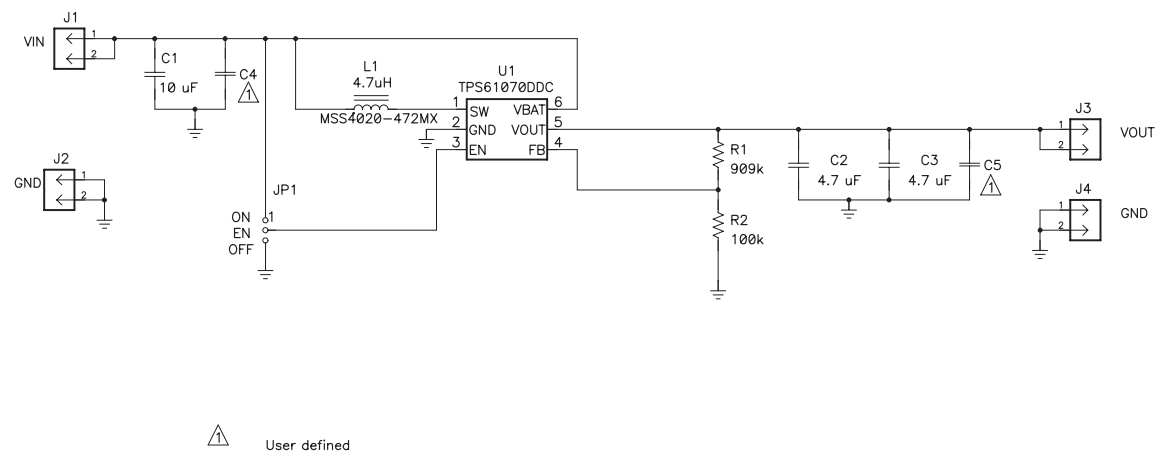 J1
VIN
1
2
C1
10 uF
C4
1
L1
4.7uH
MSS4020-472MX
U1
TPS61070DDC
1 SW VBAT 6
2 GND VOUT 5
3 EN FB 4
J2
GND
1
2
JP1
ON 1
EN
OFF
R1
909k
R2
100k
C2
4.7 uF
C3
4.7 uF
C5
1
J3
1
2
VOUT
J4
1
2
GND
1 User defined